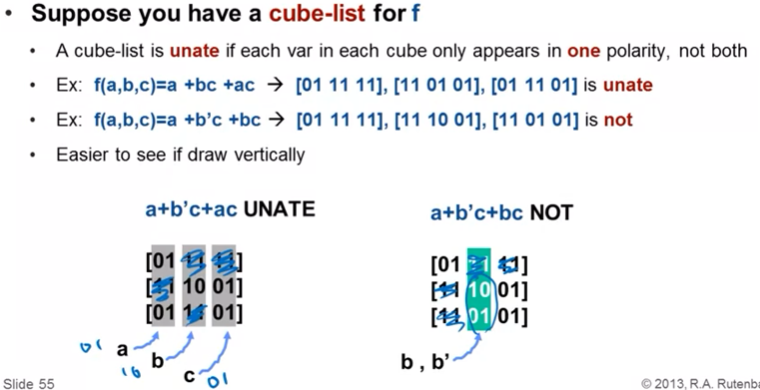 • Suppose you have a cube-list for f
• A cube-list is unate if each var in each cube only appears in one polarity, not both
• Ex: f(a,b,c)=a +bc +ac → [01 11 11], [11 01 01], [01 11 01] is unate
• Ex: f(a,b,c)=a +b'c +bc → [01 11 11], [11 10 01], [11 01 01] is not
• Easier to see if draw vertically
a+b'c+ac UNATE
a+b'c+bc NOT
[01 11 11]
[11 10 01]
[01 11 01]
[01 11 11]
[11 10 01]
[11 01 01]
01 a
10 b
c 01
b , b'
Slide 55
© 2013, R.A. Rutenba